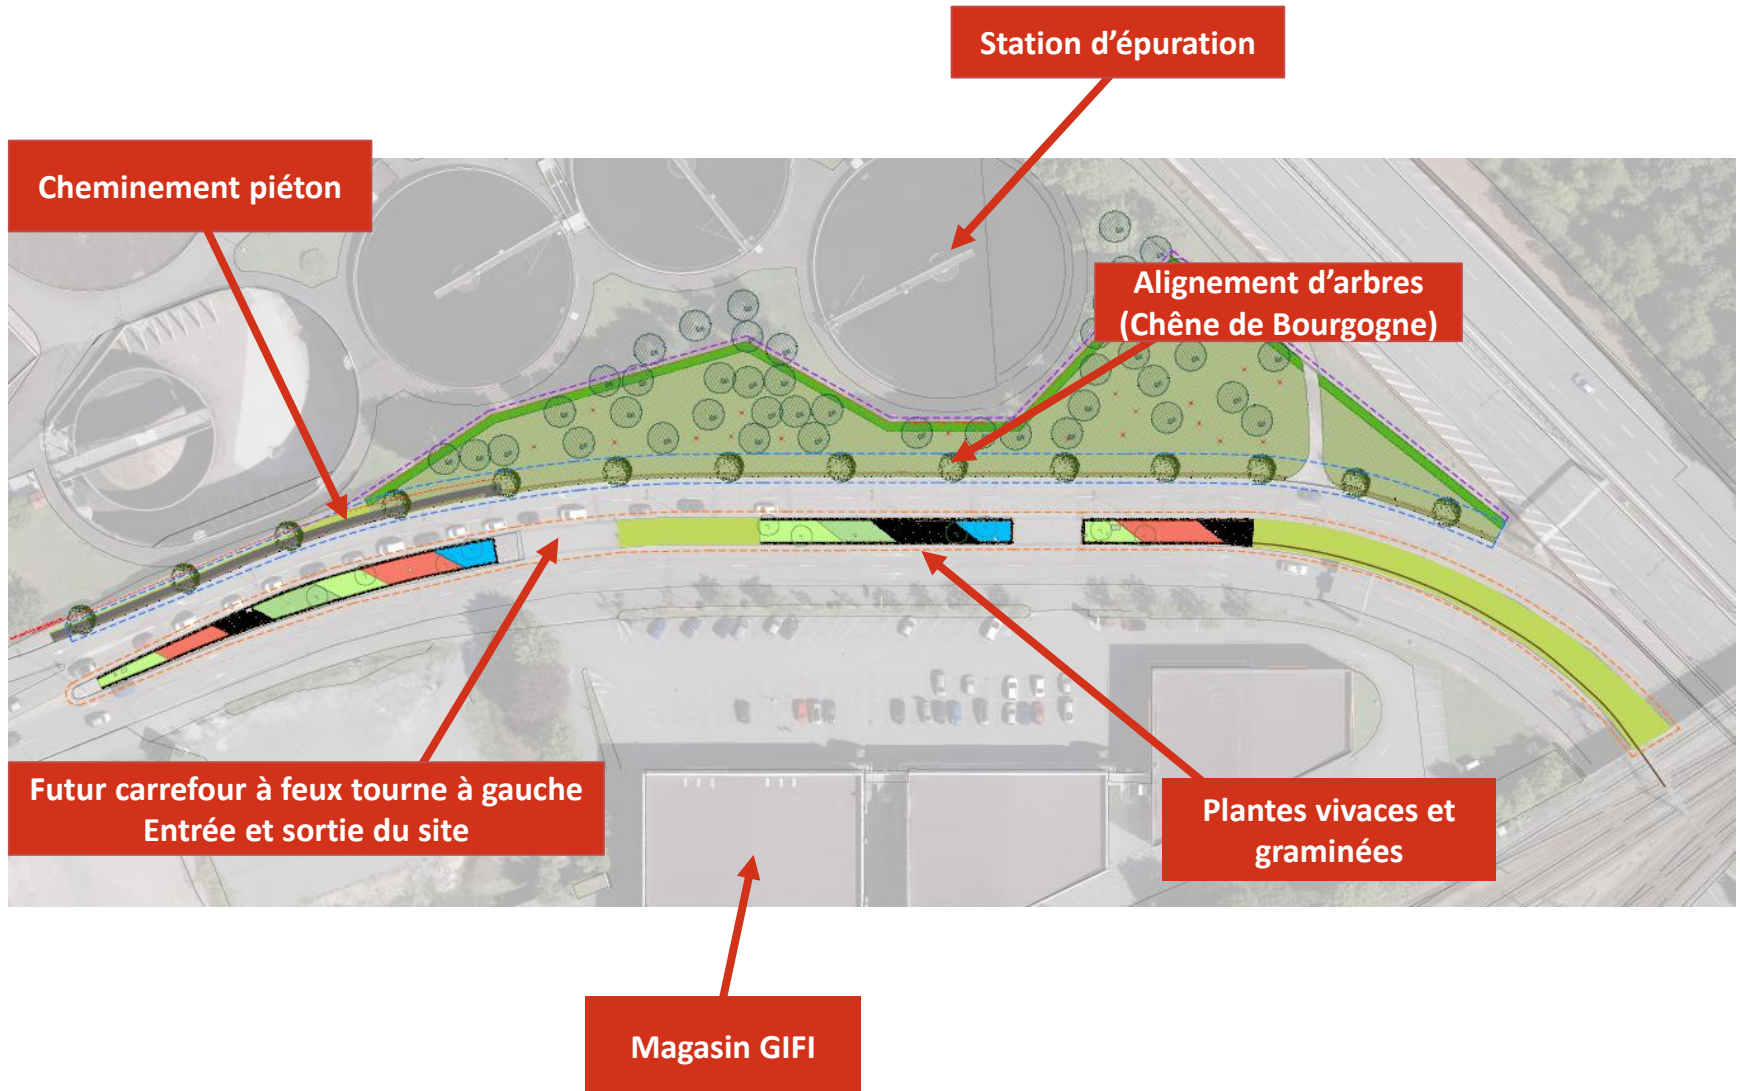 Station d’épuration
Cheminement piéton
Alignement d’arbres
(Chêne de Bourgogne)
Futur carrefour à feux tourne à gauche
Entrée et sortie du site
Plantes vivaces et
graminées
Magasin GIFI